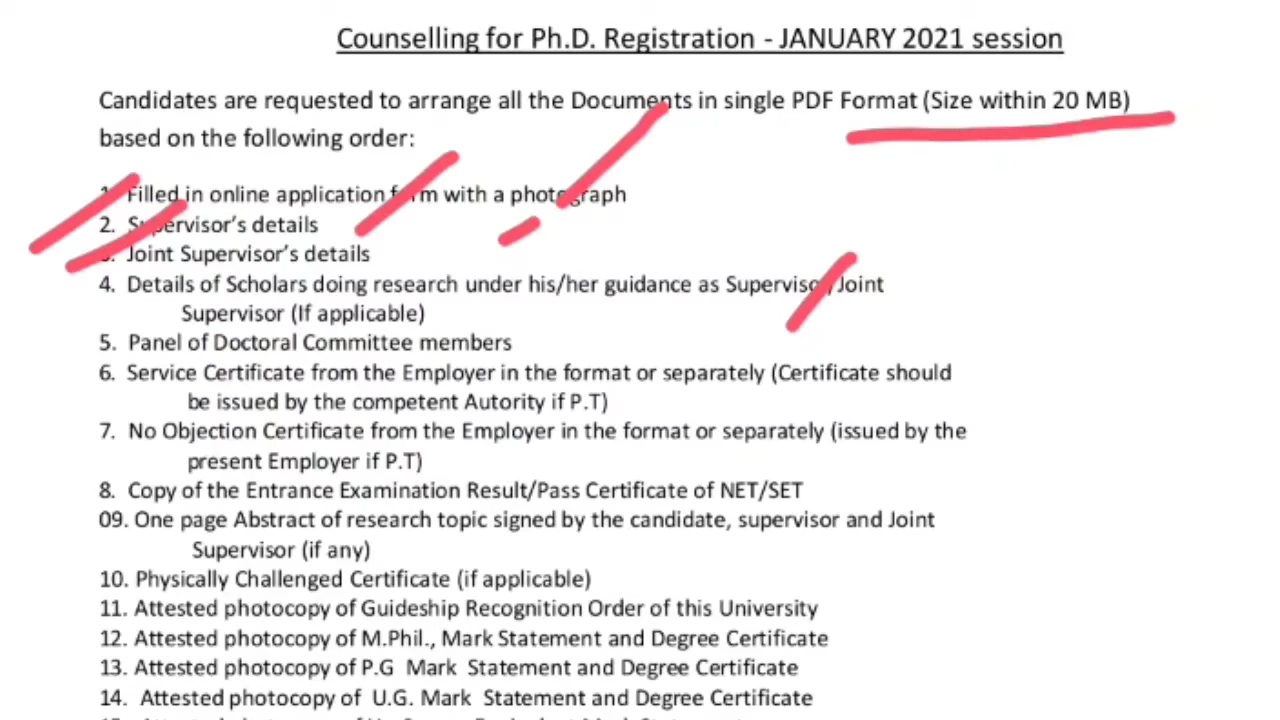 Counselling for Ph.D. Registration - JANUARY 2021 session
Candidates are requested to arrange all the Documents in single PDF Format (Size within 20 MB)
based on the following order:
1. Filled in online application form with a photograph
2. Supervisor's details
3. Joint Supervisor's details
4. Details of Scholars doing research under his/her guidance as Supervisor/Joint
Supervisor (If applicable)
5. Panel of Doctoral Committee members
6. Service Certificate from the Employer in the format or separately (Certificate should
be issued by the competent Autority if P.T)
7. No Objection Certificate from the Employer in the format or separately (issued by the
present Employer if P.T)
8. Copy of the Entrance Examination Result/Pass Certificate of NET/SET
09. One page Abstract of research topic signed by the candidate, supervisor and Joint
Supervisor (if any)
10. Physically Challenged Certificate (if applicable)
11. Attested photocopy of Guideship Recognition Order of this University
12. Attested photocopy of M.Phil., Mark Statement and Degree Certificate
13. Attested photocopy of P.G Mark Statement and Degree Certificate
14. Attested photocopy of U.G. Mark Statement and Degree Certificate